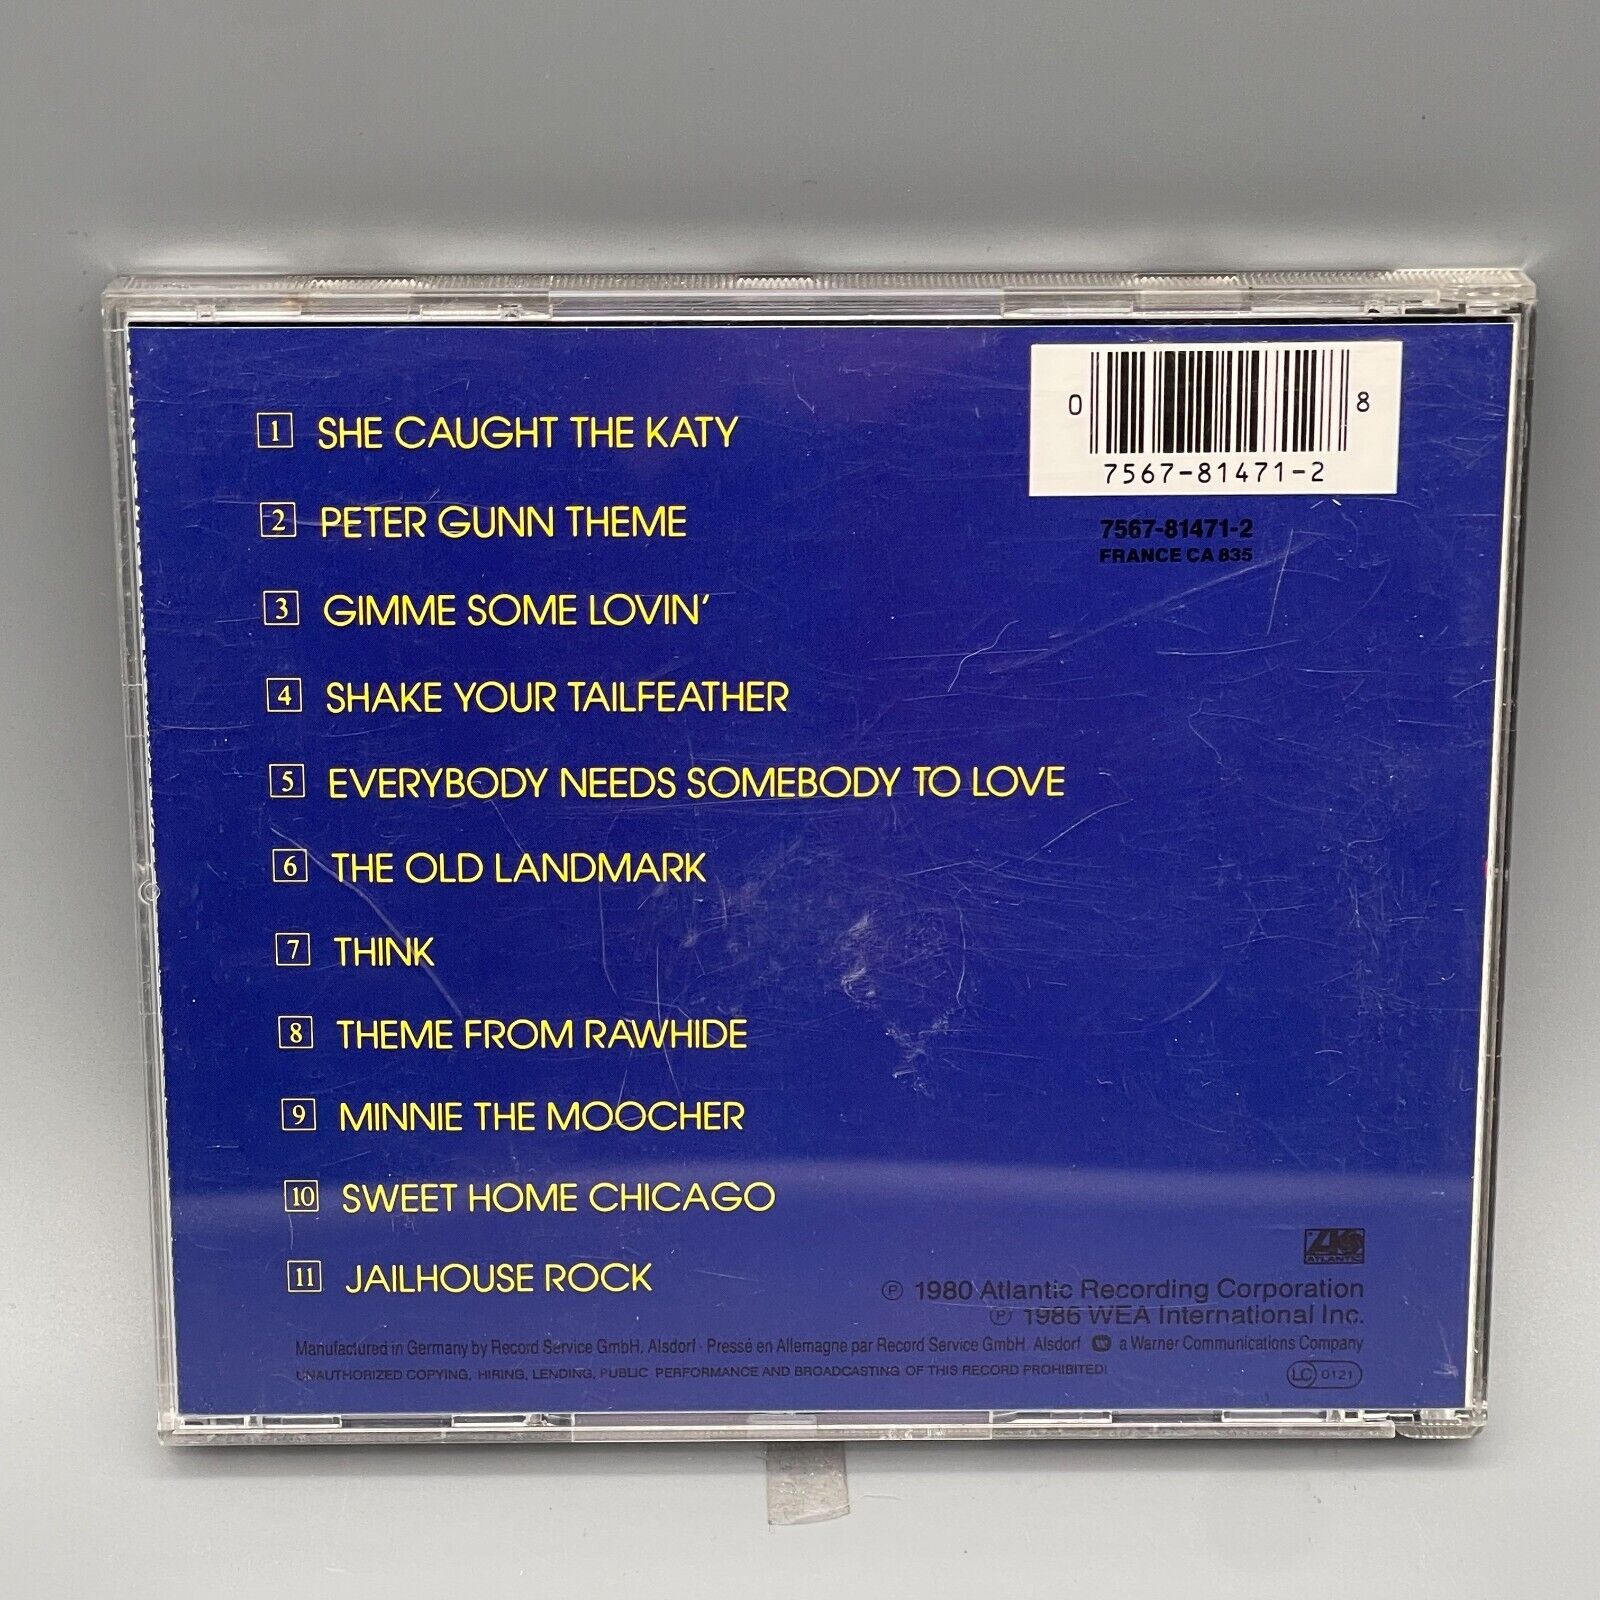 0 8
7567-81471-2
7567-81471-2
FRANCE CA 835
1 SHE CAUGHT THE KATY
2 PETER GUNN THEME
3 GIMME SOME LOVIN'
4 SHAKE YOUR TAILFEATHER
5 EVERYBODY NEEDS SOMEBODY TO LOVE
6 THE OLD LANDMARK
7 THINK
8 THEME FROM RAWHIDE
9 MINNIE THE MOOCHER
10 SWEET HOME CHICAGO
11 JAILHOUSE ROCK
ATLANTIC
℗ 1980 Atlantic Recording Corporation
℗ 1986 WEA International Inc.
Manufactured in Germany by Record Service GmbH, Alsdorf · Pressé en Allemagne par Record Service GmbH. Alsdorf a Warner Communications Company
UNAUTHORIZED COPYING, HIRING, LENDING, PUBLIC PERFORMANCE AND BROADCASTING OF THIS RECORD PROHIBITED!
LC 0121